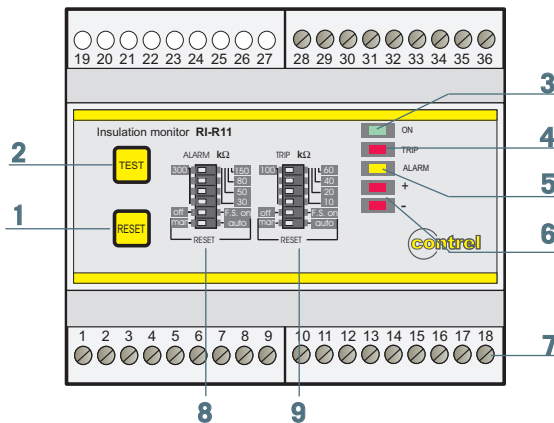 19 20 21 22 23 24 25 26 27 28 29 30 31 32 33 34 35 36
3
ON
Insulation monitor RI-R11
TRIP
4
2
TEST
ALARM kΩ
TRIP kΩ
ALARM
5
300
150
80
50
30
100
60
40
20
10
+
-
6
1
RESET
off
F.S. on
man
auto
RESET
off
F.S. on
man
auto
RESET
contrel
1 2 3 4 5 6 7 8 9 10 11 12 13 14 15 16 17 18
7
8
9